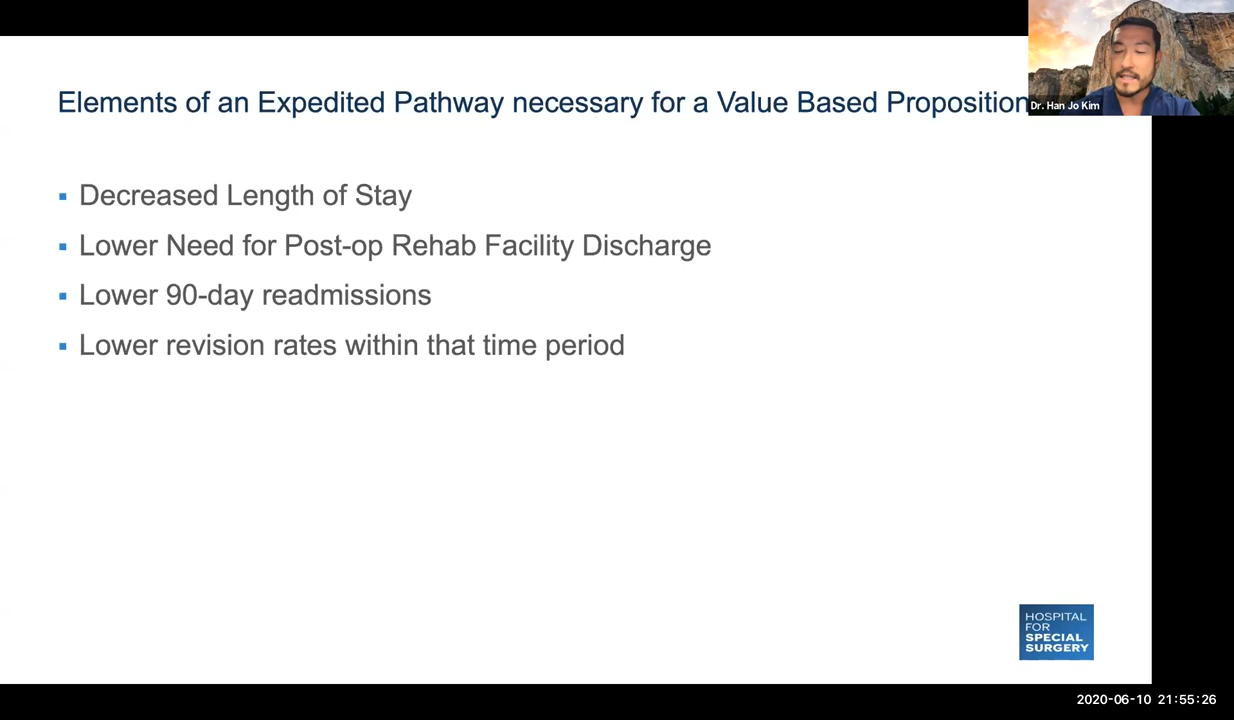 Elements of an Expedited Pathway necessary for a Value Based Proposition
Dr. Han Jo Kim
▪ Decreased Length of Stay
▪ Lower Need for Post-op Rehab Facility Discharge
▪ Lower 90-day readmissions
▪ Lower revision rates within that time period
HOSPITAL
FOR
SPECIAL
SURGERY
2020-06-10 21:55:26